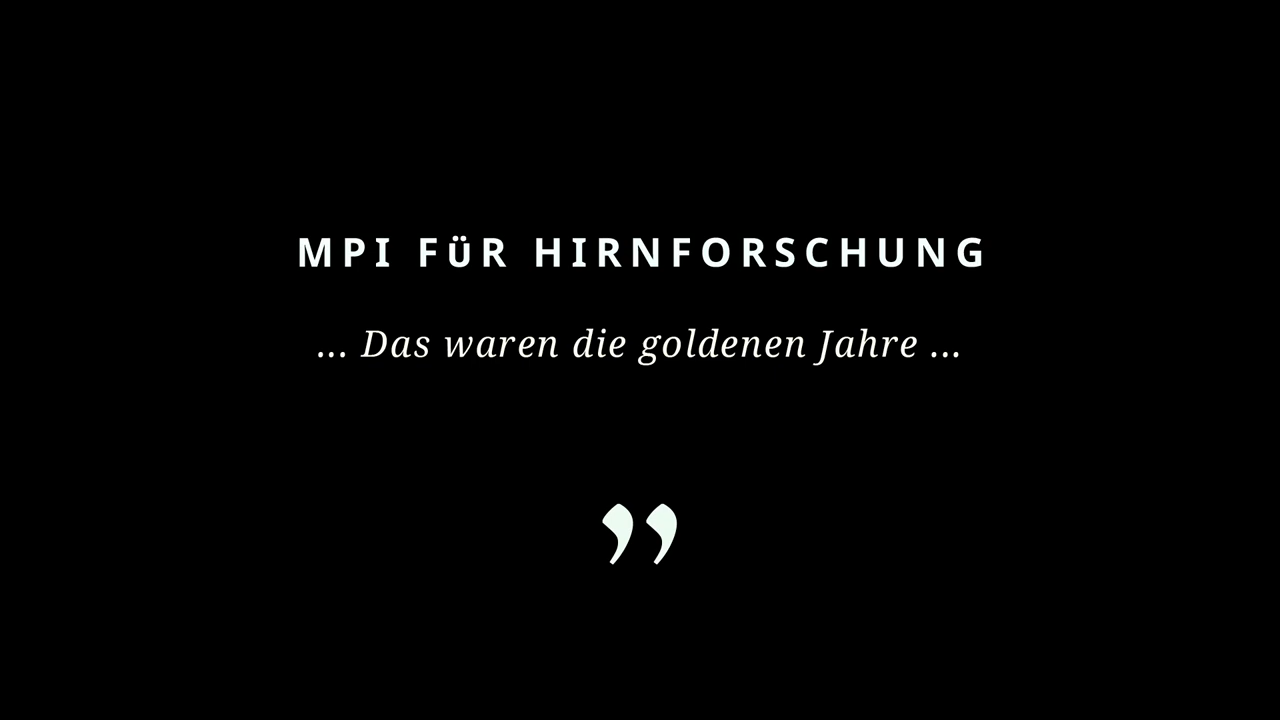 MPI FüR HIRNFORSCHUNG
... Das waren die goldenen Jahre ...
”